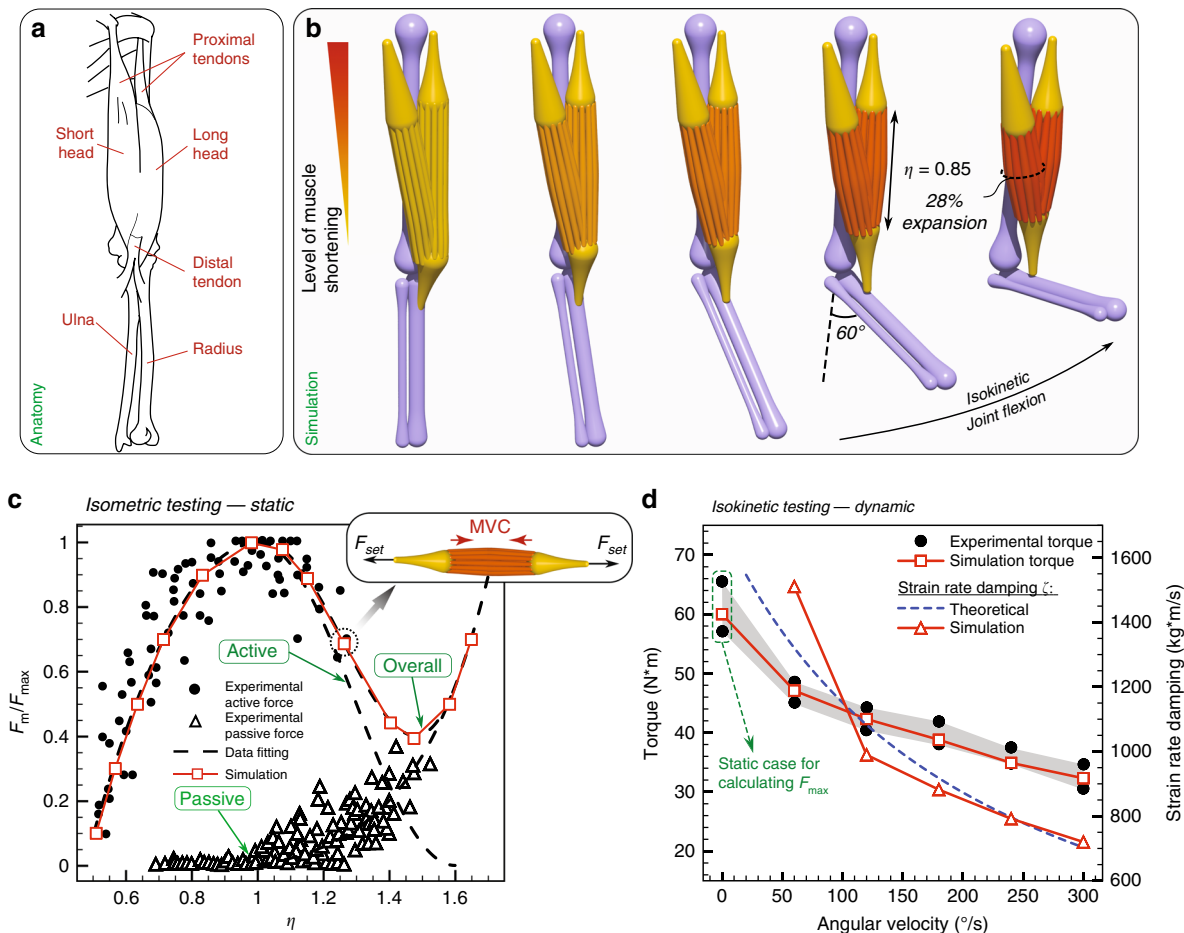 a
Proximal
tendons
Short
head
Long
head
Distal
tendon
Ulna
Radius
Anatomy
b
Level of muscle
shortening
η = 0.85
28%
expansion
60°
Isokinetic
Joint flexion
Simulation
c
Isometric testing — static
MVC
F_set
F_set
Active
Overall
Passive
Experimental
active force
Experimental
passive force
Data fitting
Simulation
F_m/F_max
1
0.8
0.6
0.4
0.2
0
0.6
0.8
1
1.2
1.4
1.6
η
d
Isokinetic testing — dynamic
Experimental torque
Simulation torque
Strain rate damping ζ:
Theoretical
Simulation
Static case for
calculating F_max
Torque (N*m)
70
60
50
40
30
20
Strain rate damping (kg*m/s)
1600
1400
1200
1000
800
600
0
50
100
150
200
250
300
Angular velocity (°/s)